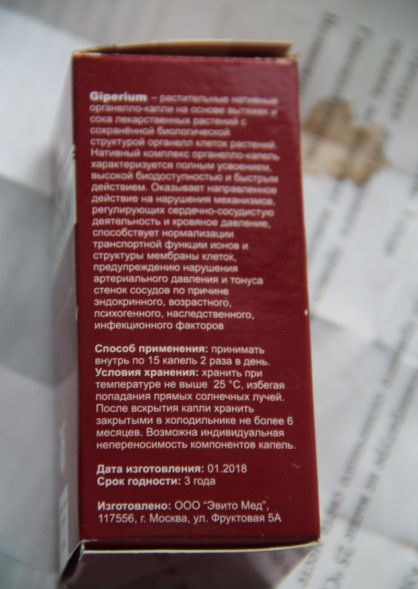 Giperium – растительные нативные
органелло-капли на основе вытяжек и
сока лекарственных растений с
сохранённой биологической
структурой органелл клеток растений.
Нативный комплекс органелло-капель
характеризуется полным усвоением,
высокой биодоступностью и быстрым
действием. Оказывает направленное
действие на нарушения механизмов,
регулирующих сердечно-сосудистую
деятельность и кровяное давление,
способствует нормализации
транспортной функции ионов и
структуры мембраны клеток,
предупреждению нарушения
артериального давления и тонуса
стенок сосудов по причине
эндокринного, возрастного,
психогенного, наследственного,
инфекционного факторов
Способ применения: принимать
внутрь по 15 капель 2 раза в день.
Условия хранения: хранить при
температуре не выше 25 °С, избегая
попадания прямых солнечных лучей.
После вскрытия капли хранить
закрытыми в холодильнике не более 6
месяцев. Возможна индивидуальная
непереносимость компонентов капель.
Дата изготовления: 01.2018
Срок годности: 3 года
Изготовлено: ООО "Эвито Мед",
117556, г. Москва, ул. Фруктовая 5А